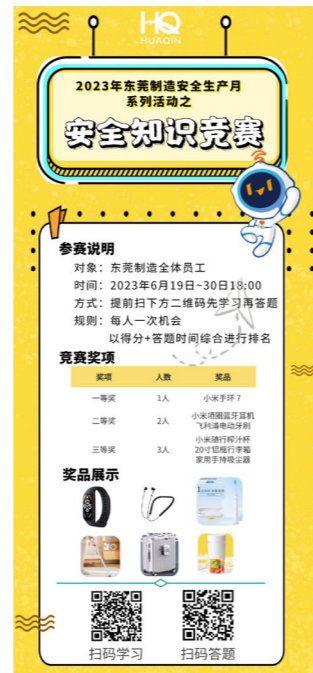 HQ
HUAQIN
2023年东莞制造安全生产月
系列活动之
安全知识竞赛
参赛说明
对象：东莞制造全体员工
时间：2023年6月19日~30日18:00
方式：提前扫下方二维码先学习再答题
规则：每人一次机会
以得分+答题时间综合进行排名
竞赛奖项
奖项 人数 奖品
一等奖 1人 小米手环 7
二等奖 2人 小米项圈蓝牙耳机
飞利浦电动牙刷
三等奖 3人 小米随行榨汁杯
20寸铝框行李箱
家用手持吸尘器
奖品展示
扫码学习 扫码答题